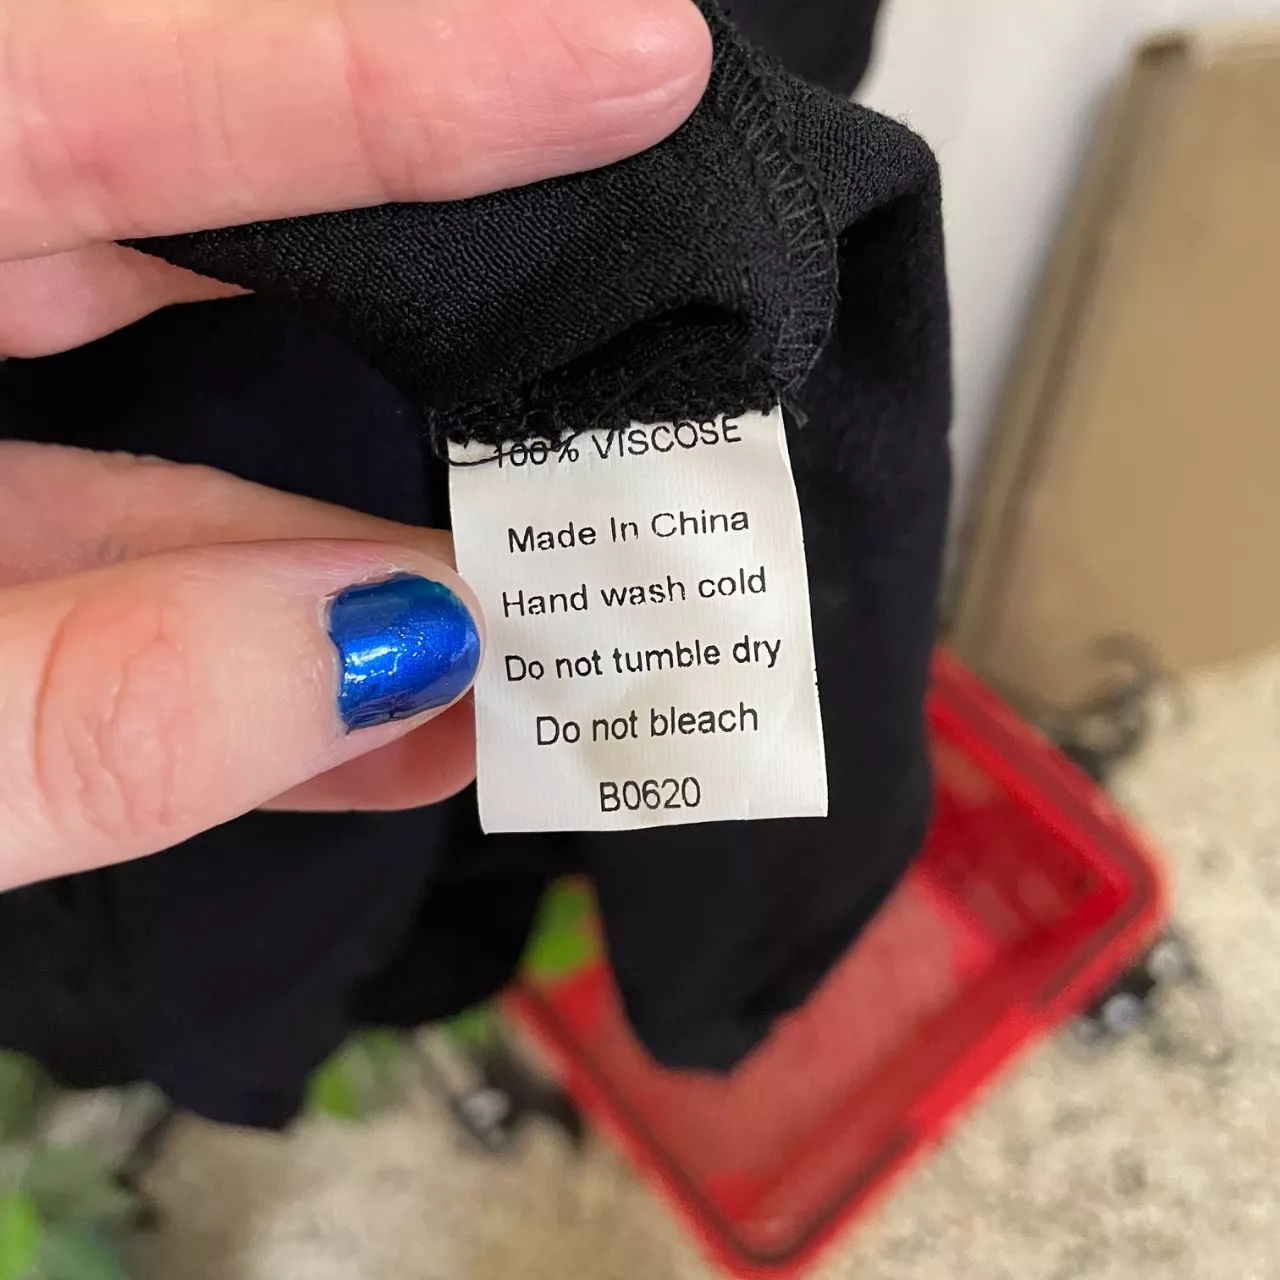 100% VISCOSE
Made In China
Hand wash cold
Do not tumble dry
Do not bleach
B0620